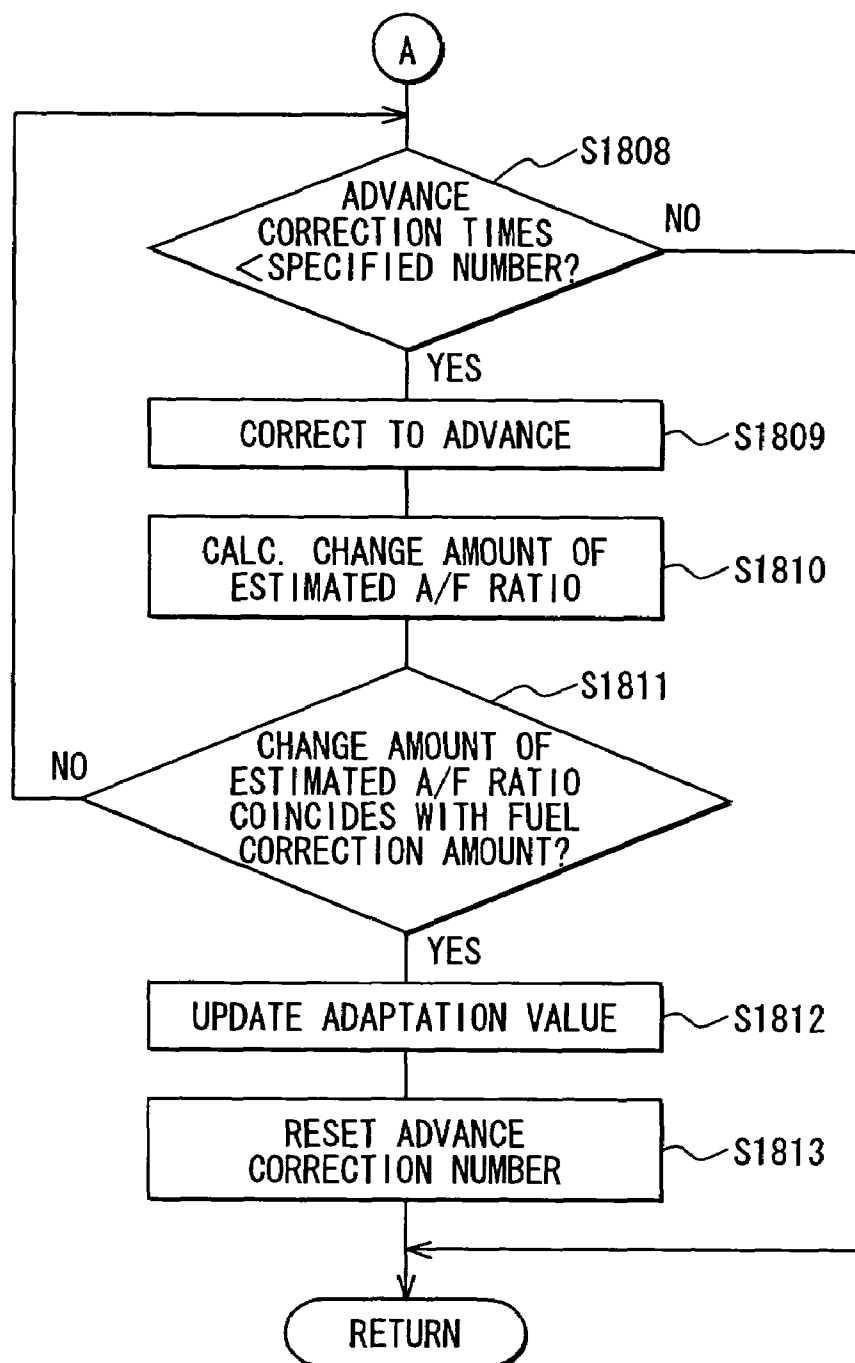 A
S1808
ADVANCE
CORRECTION TIMES
<SPECIFIED NUMBER?
NO
YES
CORRECT TO ADVANCE
S1809
CALC. CHANGE AMOUNT OF
ESTIMATED A/F RATIO
S1810
S1811
CHANGE AMOUNT OF
ESTIMATED A/F RATIO
COINCIDES WITH FUEL
CORRECTION AMOUNT?
NO
YES
UPDATE ADAPTATION VALUE
S1812
RESET ADVANCE
CORRECTION NUMBER
S1813
RETURN